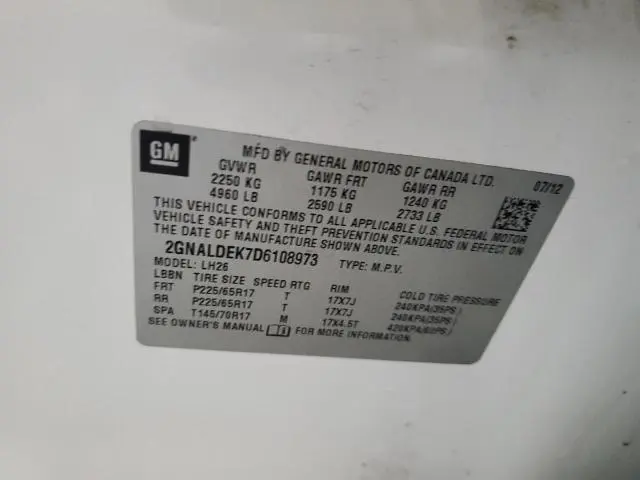 GM
MFD BY GENERAL MOTORS OF CANADA LTD. 07/12
GVWR GAWR FRT GAWR RR
2250 KG 1175 KG 1240 KG
4960 LB 2590 LB 2733 LB
THIS VEHICLE CONFORMS TO ALL APPLICABLE U.S. FEDERAL MOTOR
VEHICLE SAFETY AND THEFT PREVENTION STANDARDS IN EFFECT ON
THE DATE OF MANUFACTURE SHOWN ABOVE.
2GNALDEK7D6108973 TYPE: M.P.V.
MODEL: LH26
LBBN TIRE SIZE SPEED RTG RIM COLD TIRE PRESSURE
FRT P225/65R17 T 17X7J 240KPA(35PSI)
RR P225/65R17 T 17X7J 240KPA(35PSI)
SPA T145/70R17 M 17X4.5T 420KPA(60PSI)
SEE OWNER'S MANUAL FOR MORE INFORMATION.